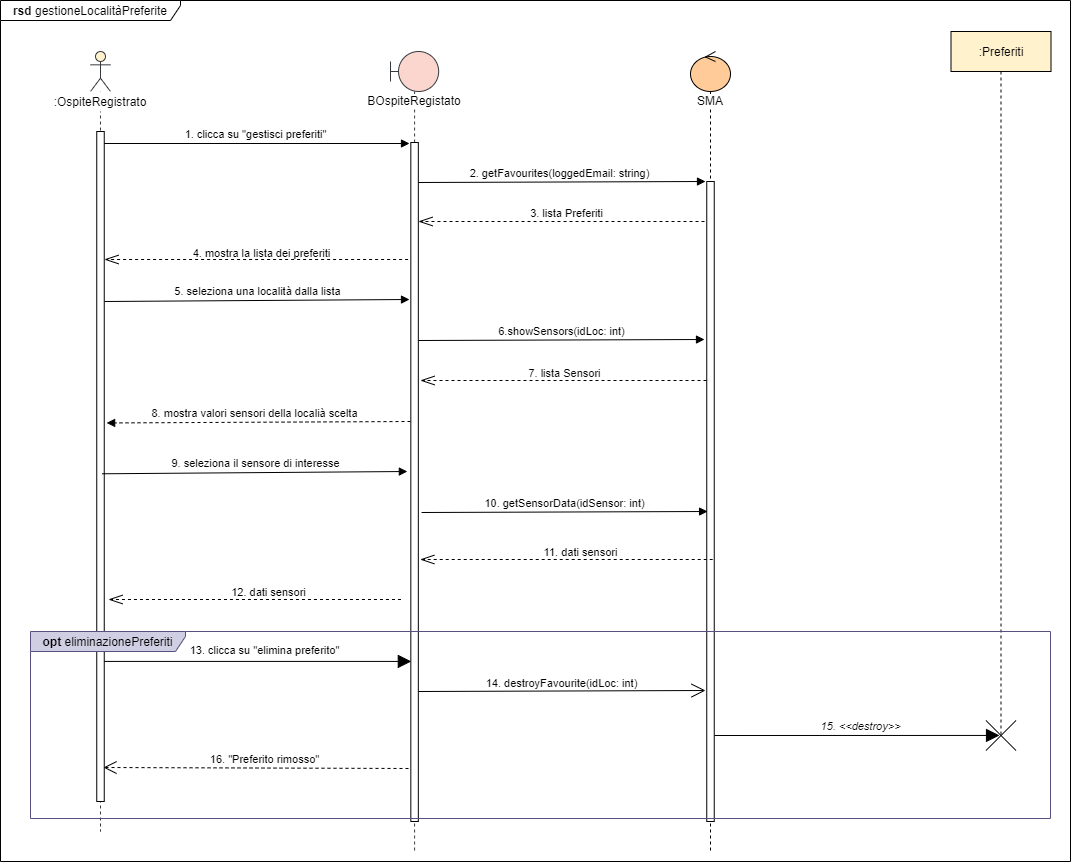 rsd gestioneLocalitàPreferite
:Preferiti
:OspiteRegistrato
BOspiteRegistato
SMA
1. clicca su "gestisci preferiti"
2. getFavourites(loggedEmail: string)
3. lista Preferiti
4. mostra la lista dei preferiti
5. seleziona una località dalla lista
6.showSensors(idLoc: int)
7. lista Sensori
8. mostra valori sensori della localià scelta
9. seleziona il sensore di interesse
10. getSensorData(idSensor: int)
11. dati sensori
12. dati sensori
opt eliminazionePreferiti
13. clicca su "elimina preferito"
14. destroyFavourite(idLoc: int)
15. <<destroy>>
16. "Preferito rimosso"